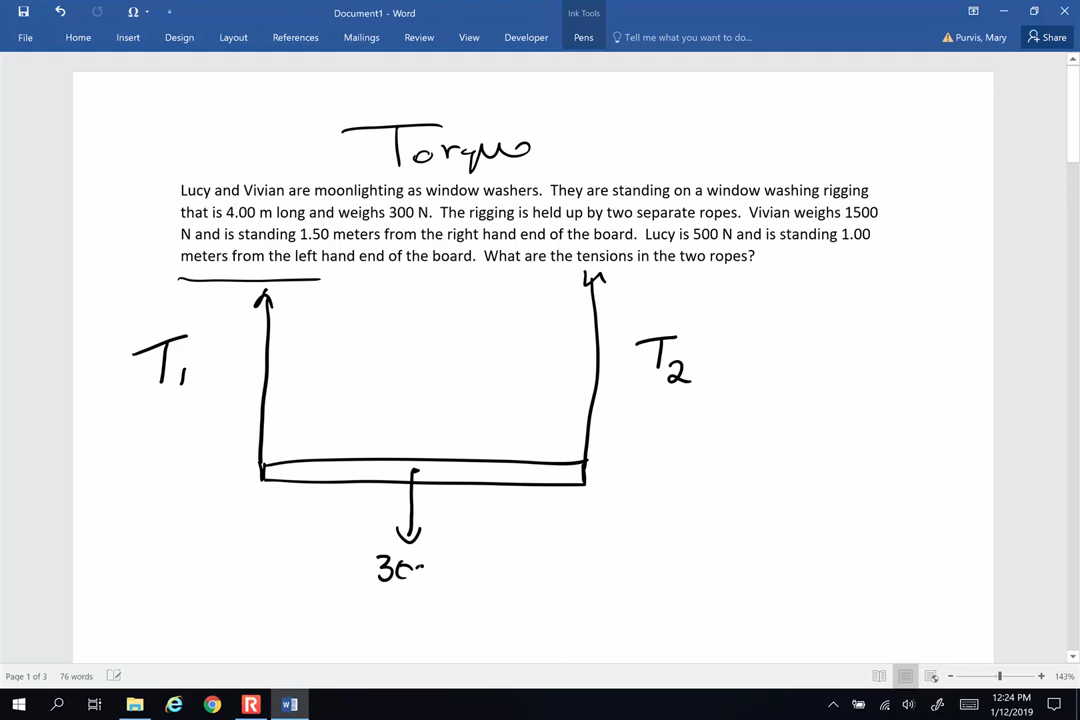 Document1 - Word
Ink Tools
File Home Insert Design Layout References Mailings Review View Developer Pens Tell me what you want to do... Purvis, Mary Share
Torque
Lucy and Vivian are moonlighting as window washers. They are standing on a window washing rigging
that is 4.00 m long and weighs 300 N. The rigging is held up by two separate ropes. Vivian weighs 1500
N and is standing 1.50 meters from the right hand end of the board. Lucy is 500 N and is standing 1.00
meters from the left hand end of the board. What are the tensions in the two ropes?
T1
T2
Page 1 of 3 76 words 143%
12:24 PM
1/12/2019